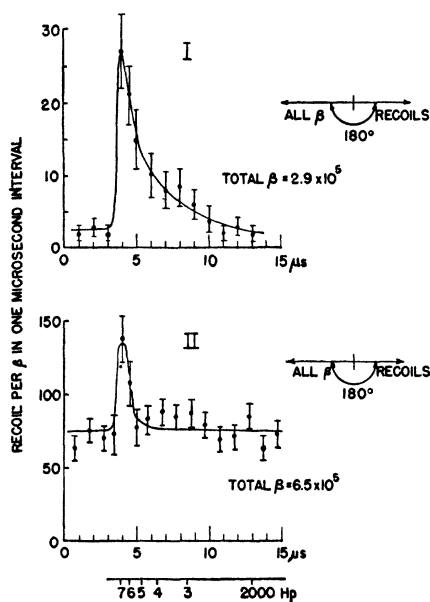 RECOIL PER β IN ONE MICROSECOND INTERVAL
I
30
20
10
0
0 5 10 15 μs
ALL β RECOILS
180°
TOTAL β = 2.9 x 10⁵
II
150
100
50
0
0 5 10 15 μs
ALL β RECOILS
180°
TOTAL β = 6.5 x 10⁵
7 6 5 4 3 2000 Hρ